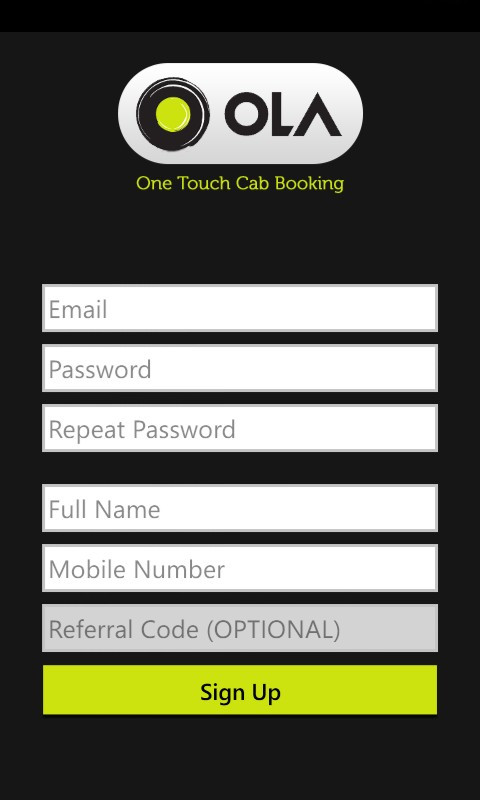 OLA
One Touch Cab Booking
Email
Password
Repeat Password
Full Name
Mobile Number
Referral Code (OPTIONAL)
Sign Up